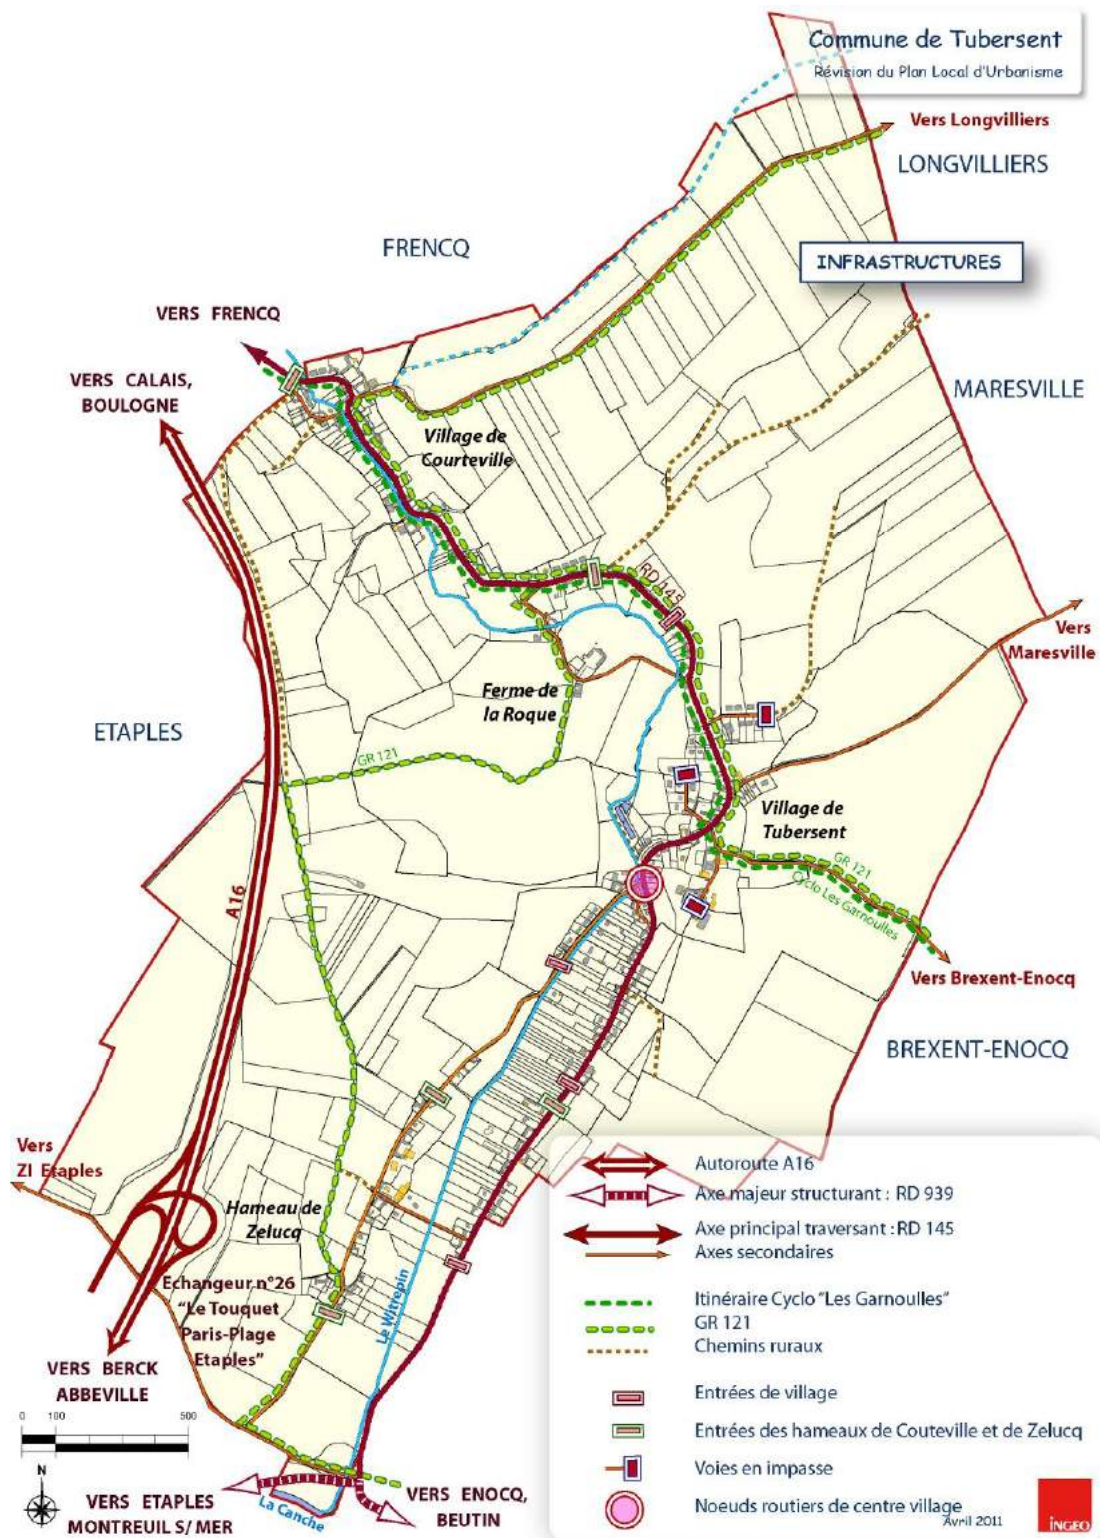 Commune de Tubersent
Révision du Plan Local d'Urbanisme
Vers Longvilliers
LONGVILLIERS
FRENCQ
INFRASTRUCTURES
VERS FRENCQ
VERS CALAIS,
BOULOGNE
MARESVILLE
Village de
Courteville
RD 145
Vers
Maresville
Ferme de
la Roque
ETAPLES
GR 121
Village de
Tubersent
GR 121
Cyclo Les Garnoulles
A16
Vers Brexent-Enocq
BREXENT-ENOCQ
Vers
ZI Etaples
Hameau de
Zelucq
Echangeur n°26
"Le Touquet
Paris-Plage
Etaples"
Le Witrepin
VERS BERCK
ABBEVILLE
0 100 500
N
VERS ETAPLES
MONTREUIL S/ MER
La Canche
VERS ENOCQ,
BEUTIN
Autoroute A16
Axe majeur structurant : RD 939
Axe principal traversant : RD 145
Axes secondaires
Itinéraire Cyclo "Les Garnoulles"
GR 121
Chemins ruraux
Entrées de village
Entrées des hameaux de Couteville et de Zelucq
Voies en impasse
Noeuds routiers de centre village
Avril 2011
INGEO